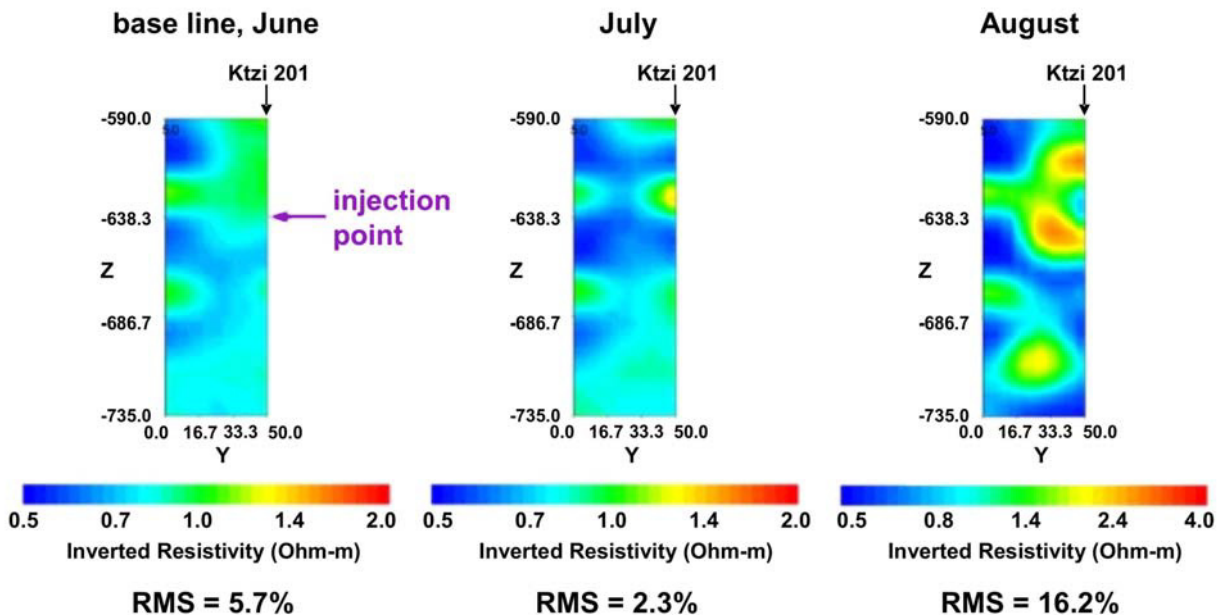 base line, June
Ktzi 201
-590.0
50
injection
point
-638.3
Z
-686.7
-735.0
0.0 16.7 33.3 50.0
Y
0.5 0.7 1.0 1.4 2.0
Inverted Resistivity (Ohm-m)
RMS = 5.7%
July
Ktzi 201
-590.0
50
-638.3
Z
-686.7
-735.0
0.0 16.7 33.3 50.0
Y
0.5 0.7 1.0 1.4 2.0
Inverted Resistivity (Ohm-m)
RMS = 2.3%
August
Ktzi 201
-590.0
50
-638.3
Z
-686.7
-735.0
0.0 16.7 33.3 50.0
Y
0.5 0.8 1.4 2.4 4.0
Inverted Resistivity (Ohm-m)
RMS = 16.2%